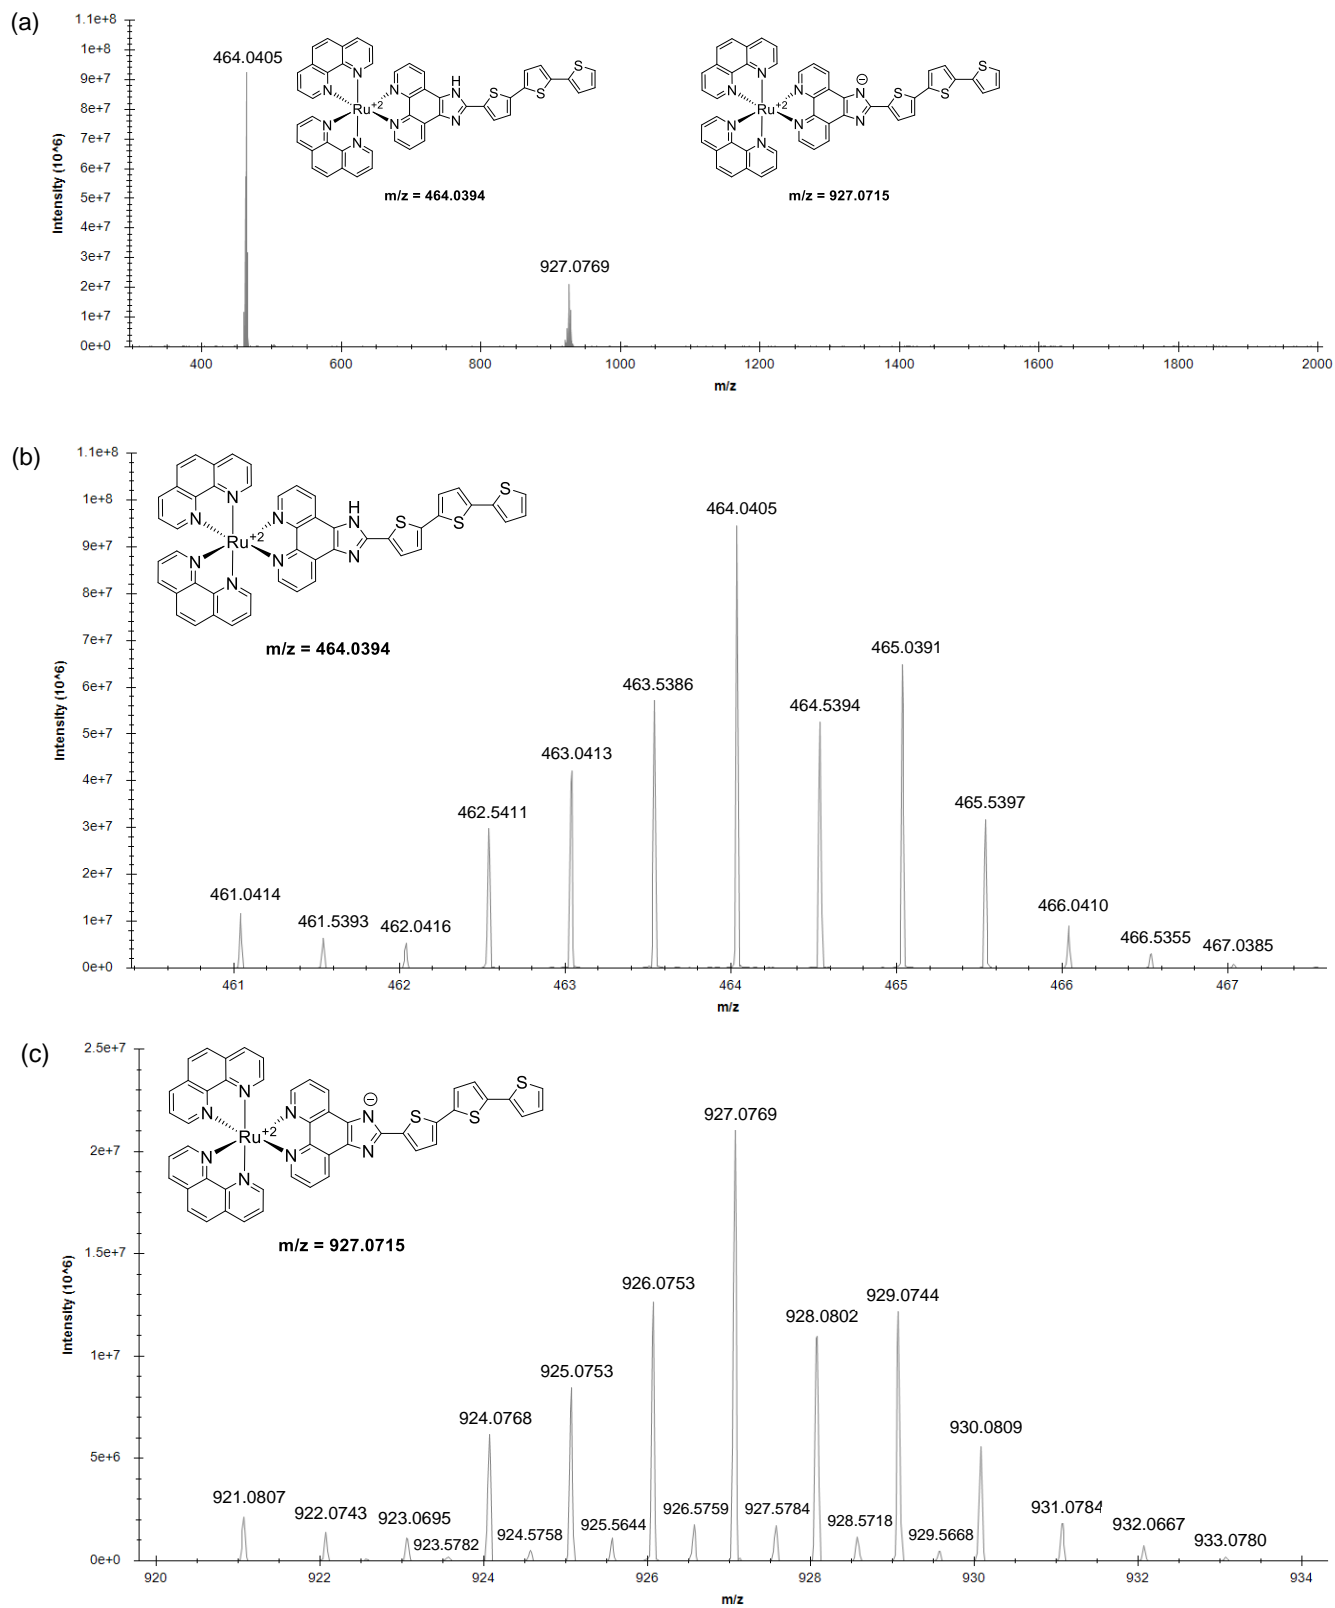 (a)
1.1e+8
1e+8
9e+7
8e+7
7e+7
6e+7
5e+7
4e+7
3e+7
2e+7
1e+7
0e+0
Intensity (10^6)
464.0405
927.0769
N
N
N
N
N
N
Ru+2
H
N
N
S
S
S
m/z = 464.0394
N
N
N
N
N
N
Ru+2
⊖
N
N
S
S
S
m/z = 927.0715
400 600 800 1000 1200 1400 1600 1800 2000
m/z
(b)
1.1e+8
1e+8
9e+7
8e+7
7e+7
6e+7
5e+7
4e+7
3e+7
2e+7
1e+7
0e+0
Intensity (10^6)
N
N
N
N
N
N
Ru+2
H
N
N
S
S
S
m/z = 464.0394
461.0414
461.5393
462.0416
462.5411
463.0413
463.5386
464.0405
464.5394
465.0391
465.5397
466.0410
466.5355
467.0385
461 462 463 464 465 466 467
m/z
(c)
2.5e+7
2e+7
1.5e+7
1e+7
5e+6
0e+0
Intensity (10^6)
N
N
N
N
N
N
Ru+2
⊖
N
N
S
S
S
m/z = 927.0715
921.0807
922.0743
923.0695
923.5782
924.0768
924.5758
925.0753
925.5644
926.0753
926.5759
927.0769
927.5784
928.0802
928.5718
929.0744
929.5668
930.0809
931.0784
932.0667
933.0780
920 922 924 926 928 930 932 934
m/z